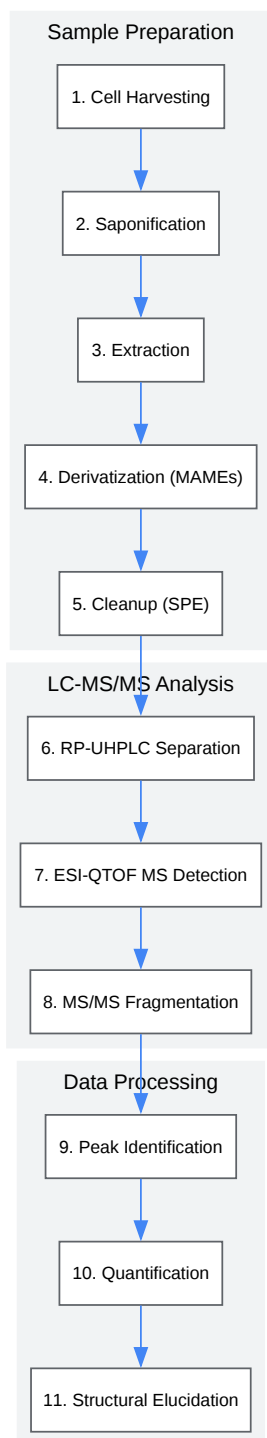 Sample Preparation
1. Cell Harvesting
2. Saponification
3. Extraction
4. Derivatization (MAMEs)
5. Cleanup (SPE)
LC-MS/MS Analysis
6. RP-UHPLC Separation
7. ESI-QTOF MS Detection
8. MS/MS Fragmentation
Data Processing
9. Peak Identification
10. Quantification
11. Structural Elucidation